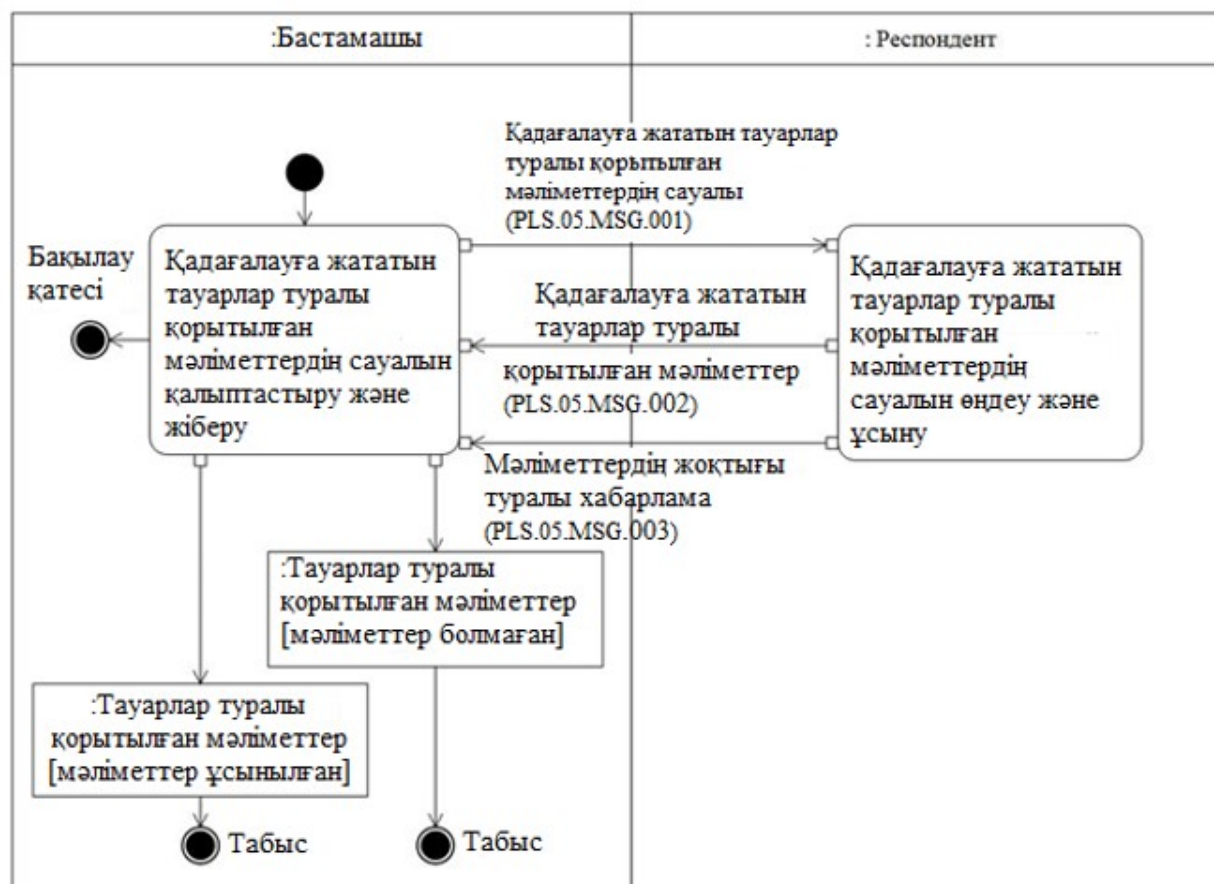 :Бастамашы
: Респондент
Қадағалауға жататын тауарлар
туралы қорытылған
мәліметтердің сауалы
(PLS.05.MSG.001)
Бақылау
қатесі
Қадағалауға жататын
тауарлар туралы
қорытылған
мәліметтердің сауалын
қалыптастыру және
жіберу
Қадағалауға жататын
тауарлар туралы
қорытылған мәліметтер
(PLS.05.MSG.002)
Қадағалауға жататын
тауарлар туралы
қорытылған
мәліметтердің
сауалын өңдеу және
ұсыну
Мәліметтердің жоқтығы
туралы хабарлама
(PLS.05.MSG.003)
:Тауарлар туралы
қорытылған мәліметтер
[мәліметтер болмаған]
:Тауарлар туралы
қорытылған мәліметтер
[мәліметтер ұсынылған]
Табыс
Табыс